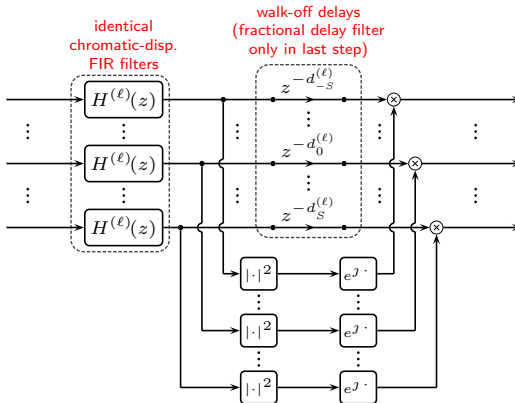 identical
chromatic-disp.
FIR filters
walk-off delays
(fractional delay filter
only in last step)
H^{(ℓ)}(z)
z^{-d_{-S}^{(ℓ)}}
H^{(ℓ)}(z)
z^{-d_0^{(ℓ)}}
H^{(ℓ)}(z)
z^{-d_S^{(ℓ)}}
|·|^2
e^{ȷ·}
|·|^2
e^{ȷ·}
|·|^2
e^{ȷ·}